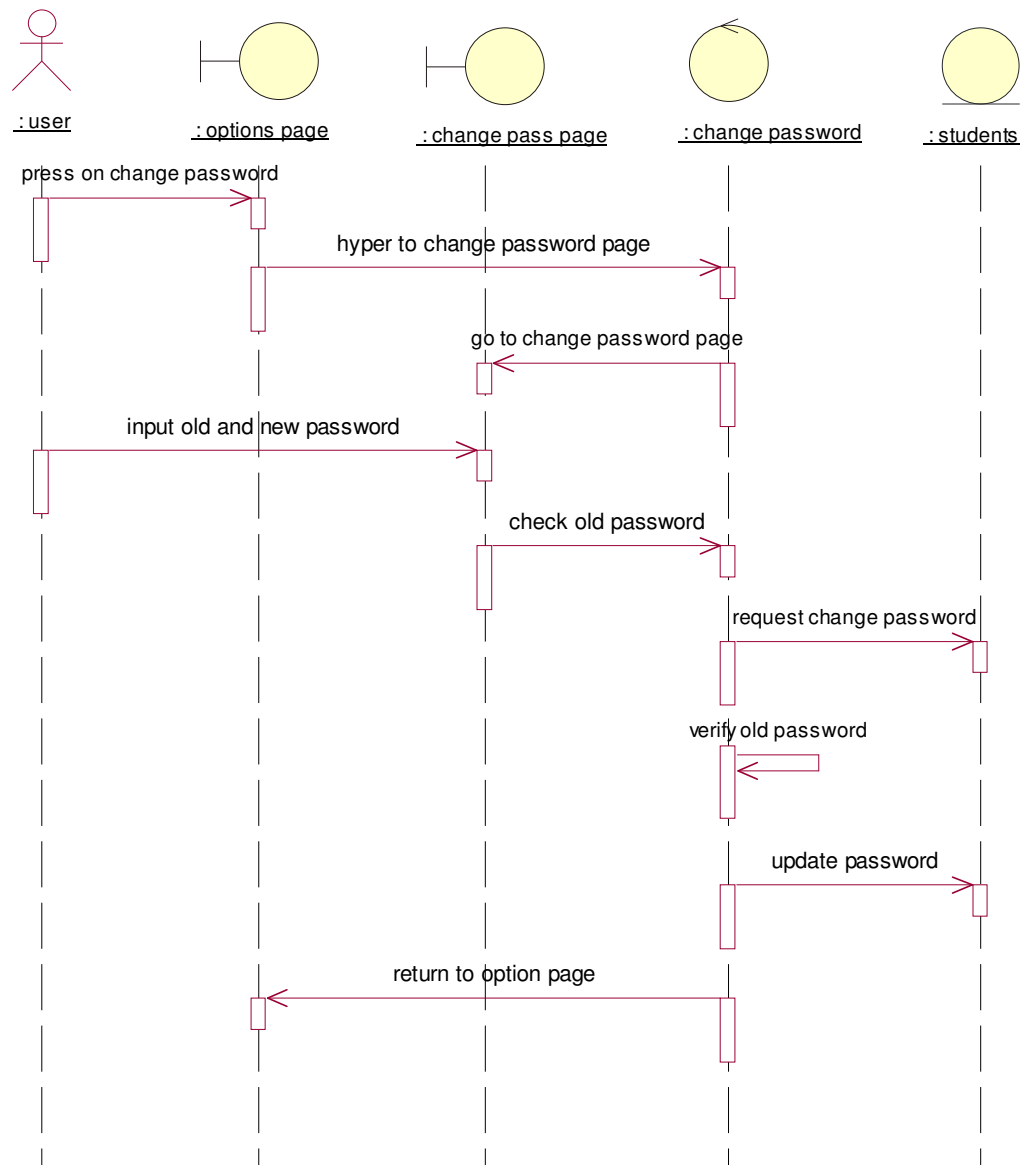 : user
: options page
: change pass page
: change password
: students
press on change password
hyper to change password page
go to change password page
input old and new password
check old password
request change password
verify old password
update password
return to option page